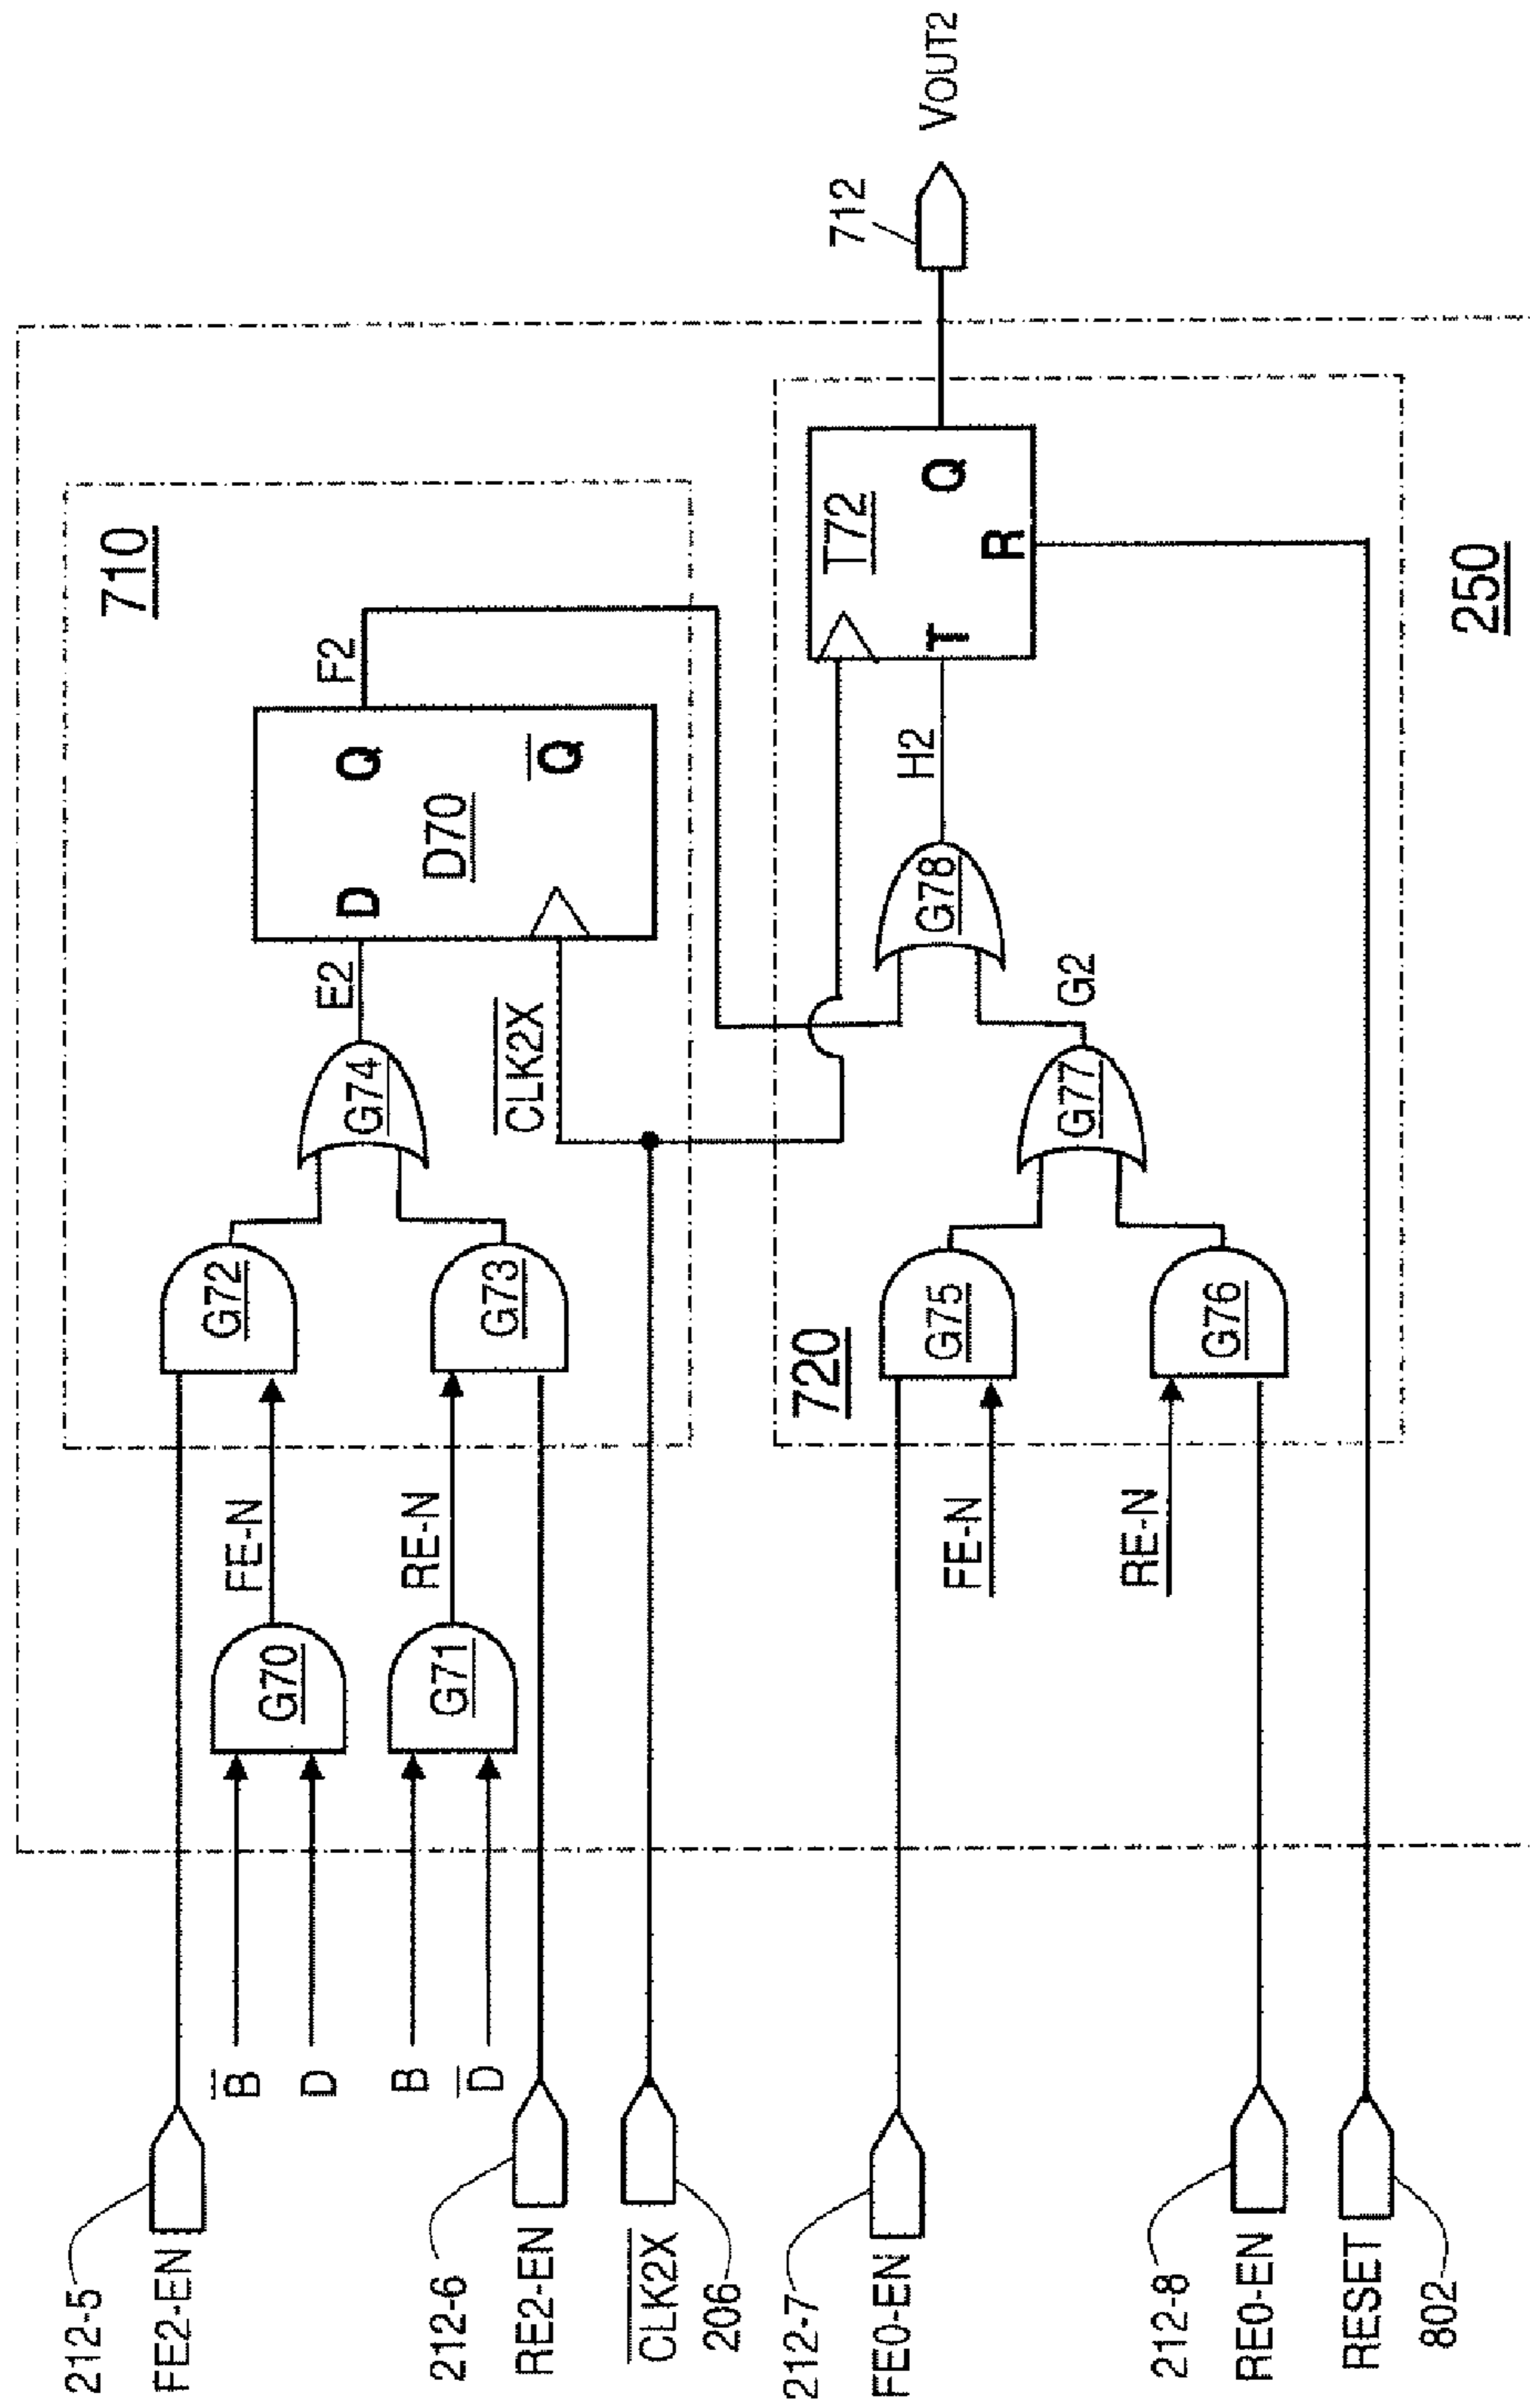 212-5
FE2-EN
B̅
D
B
D̅
212-6
RE2-EN
C̅L̅K̅2̅X̅
206
212-7
FE0-EN
212-8
RE0-EN
RESET
802
G70
FE-N
G71
RE-N
G72
G73
G74
E2
C̅L̅K̅2̅X̅
D
Q
D70
Q̅
F2
710
720
FE-N
RE-N
G75
G76
G77
G2
G78
H2
T72
T
Q
R
250
712
VOUT2